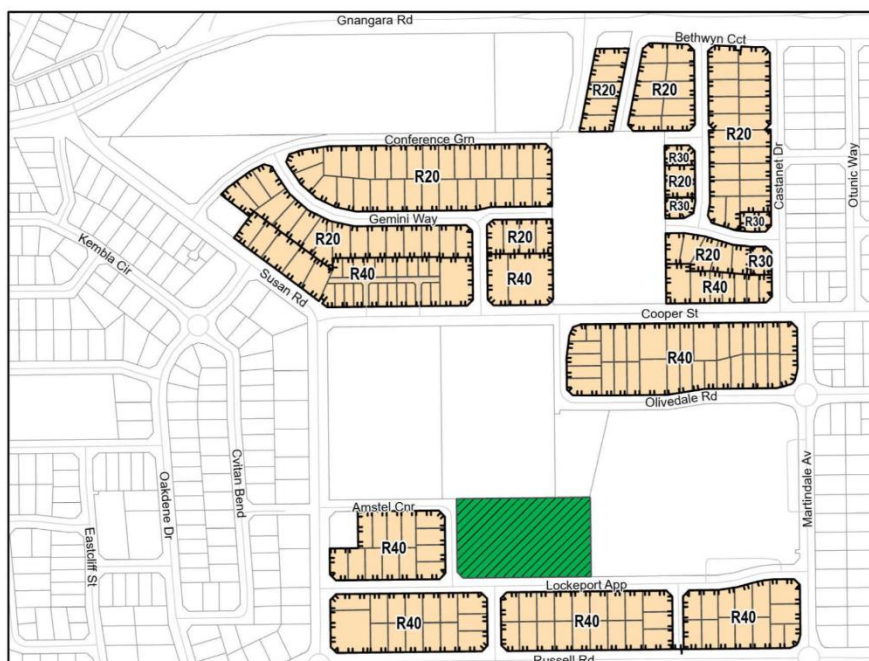 Gnangara Rd
Bethwyn Cct
R20
R20
R20
Conference Grn
R20
R30
R20
R30
R30
Castanet Dr
Otunic Way
Gemini Way
R20
R20
R20
R30
R40
R40
R40
Kembla Cir
Susan Rd
Cooper St
R40
Olivedale Rd
Cvitan Bend
Oakdene Dr
Eastcliff St
Martindale Av
Amstel Cnr
R40
Lockeport App
R40
R40
R40
Russell Rd